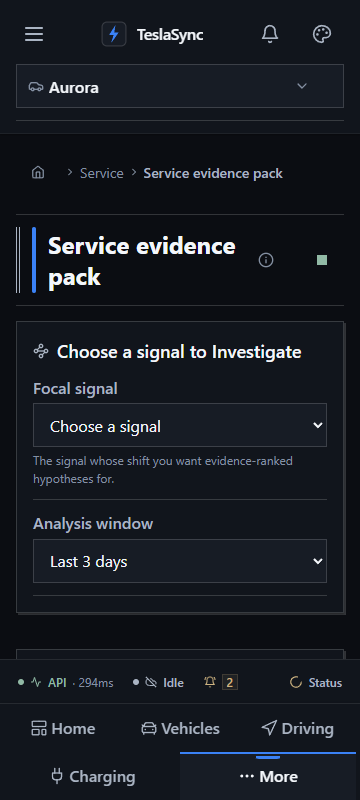 TeslaSync
Aurora
Service
Service evidence pack
Service evidence
pack
Choose a signal to Investigate
Focal signal
Choose a signal
The signal whose shift you want evidence-ranked
hypotheses for.
Analysis window
Last 3 days
API · 294ms
Idle
2
Status
Home
Vehicles
Driving
Charging
More